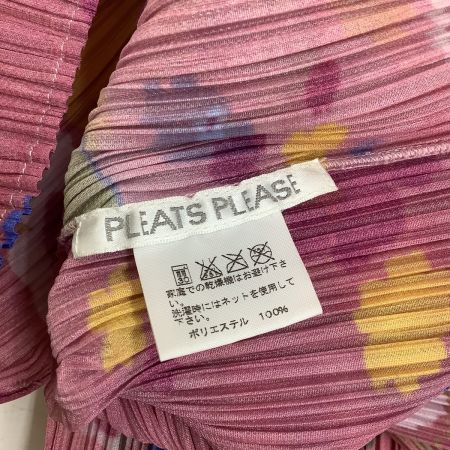 PLEATS PLEASE
家庭での乾燥機はお避け下さい
洗濯時にはネットを使用して
下さい。
ポリエステル 100%